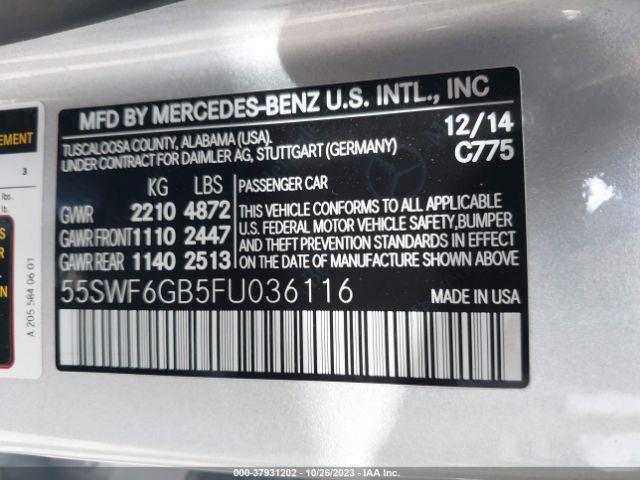 EMENT
3
lbs.
lb.
S
R
A 205 584 06 01
MFD BY MERCEDES-BENZ U.S. INTL., INC
TUSCALOOSA COUNTY, ALABAMA (USA).
UNDER CONTRACT FOR DAIMLER AG, STUTTGART (GERMANY)
12/14
C775
KG LBS
GVWR 2210 4872
GAWR FRONT 1110 2447
GAWR REAR 1140 2513
PASSENGER CAR
THIS VEHICLE CONFORMS TO ALL APPLICABLE
U.S. FEDERAL MOTOR VEHICLE SAFETY,BUMPER
AND THEFT PREVENTION STANDARDS IN EFFECT
ON DATE OF MANUFACTURE SHOWN ABOVE
55SWF6GB5FU036116
MADE IN USA
000-37931202 - 10/26/2023 - IAA Inc.